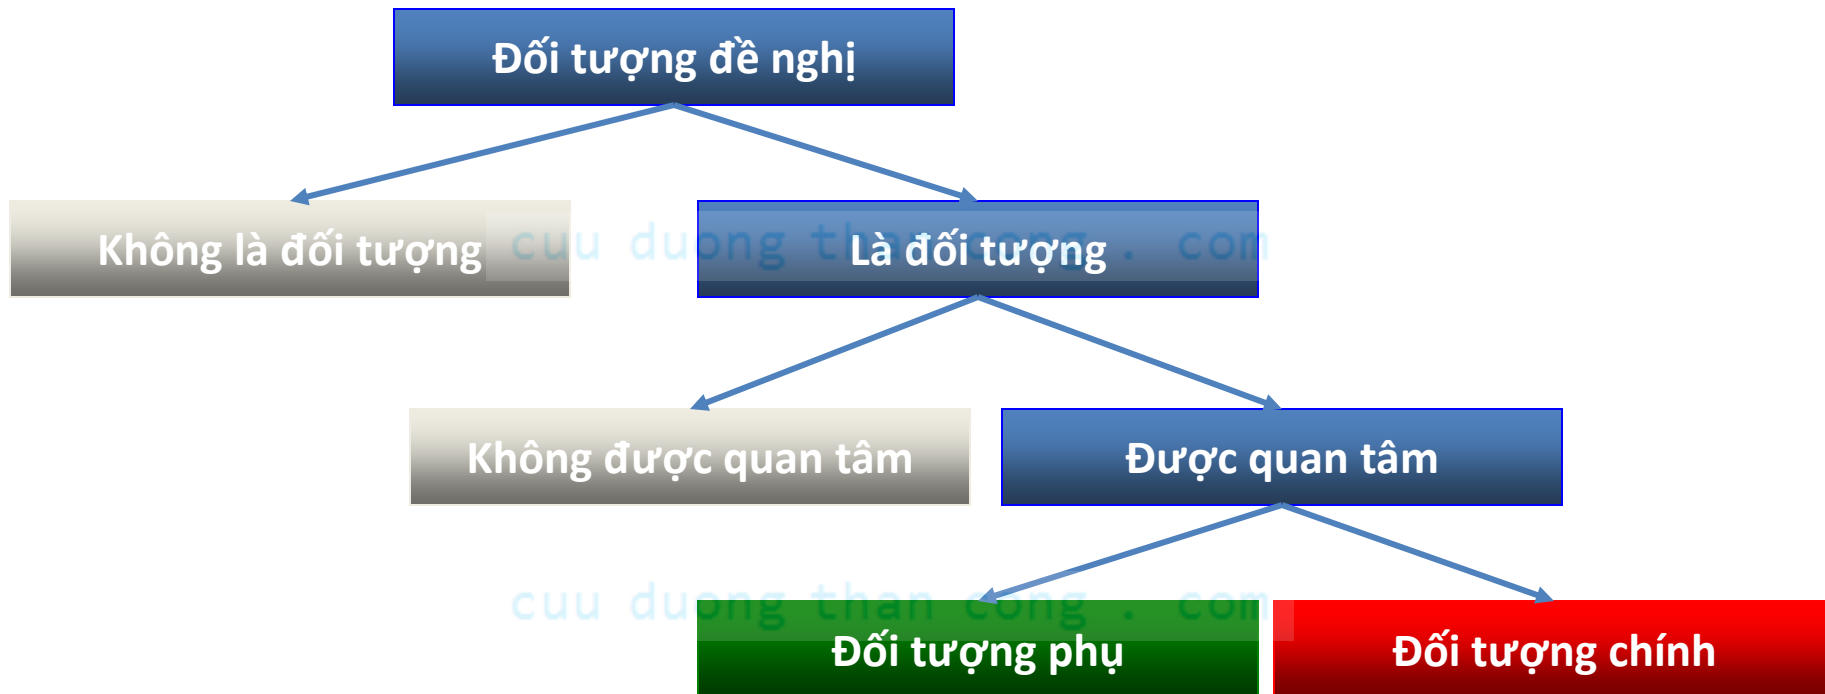 Đối tượng đề nghị
Không là đối tượng
Là đối tượng
cuu duong than cong . com
Không được quan tâm
Được quan tâm
cuu duong than cong . com
Đối tượng phụ
Đối tượng chính